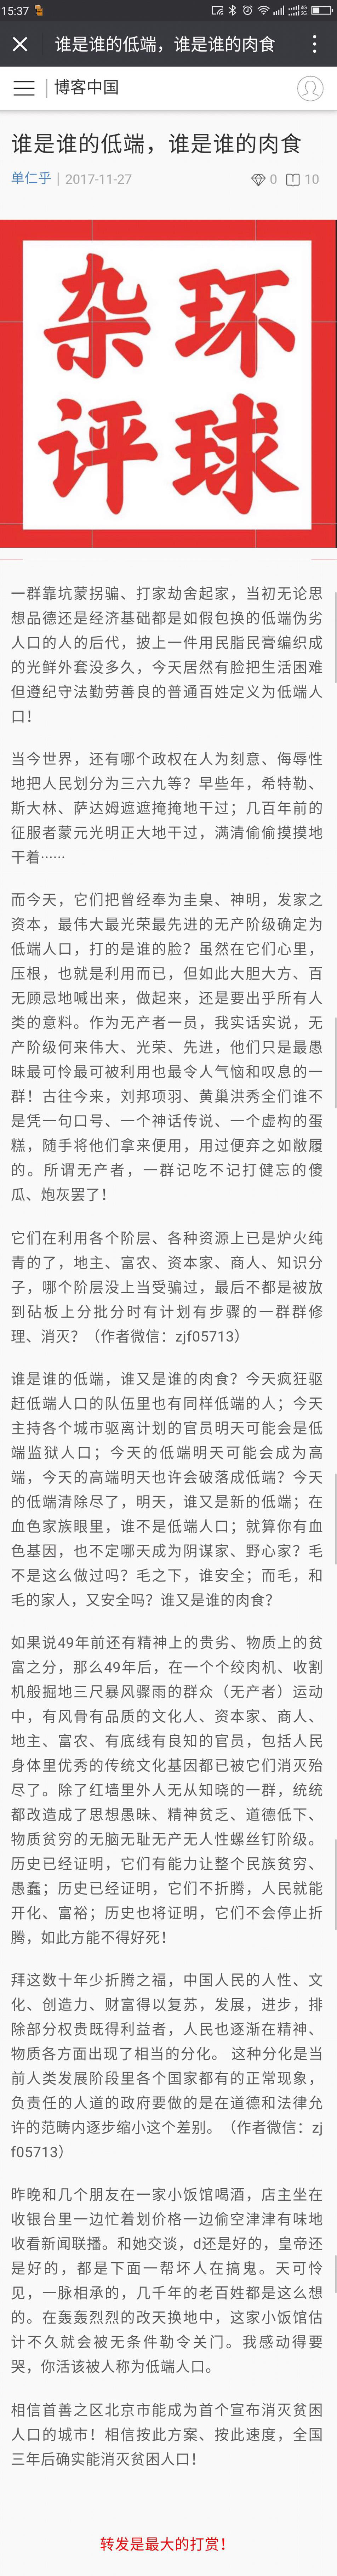 15:37
谁是谁的低端，谁是谁的肉食
博客中国
谁是谁的低端，谁是谁的肉食
单仁乎 | 2017-11-27 0 10
杂环
评球
一群靠坑蒙拐骗、打家劫舍起家，当初无论思
想品德还是经济基础都是如假包换的低端伪劣
人口的人的后代，披上一件用民脂民膏编织成
的光鲜外套没多久，今天居然有脸把生活困难
但遵纪守法勤劳善良的普通百姓定义为低端人
口！
当今世界，还有哪个政权在人为刻意、侮辱性
地把人民划分为三六九等？早些年，希特勒、
斯大林、萨达姆遮遮掩掩地干过；几百年前的
征服者蒙元光明正大地干过，满清偷偷摸摸地
干着……
而今天，它们把曾经奉为圭臬、神明，发家之
资本，最伟大最光荣最先进的无产阶级确定为
低端人口，打的是谁的脸？虽然在它们心里，
压根，也就是利用而已，但如此大胆大方、百
无顾忌地喊出来，做起来，还是要出乎所有人
类的意料。作为无产者一员，我实话实说，无
产阶级何来伟大、光荣、先进，他们只是最愚
昧最可怜最可被利用也最令人气恼和叹息的一
群！古往今来，刘邦项羽、黄巢洪秀全们谁不
是凭一句口号、一个神话传说、一个虚构的蛋
糕，随手将他们拿来便用，用过便弃之如敝履
的。所谓无产者，一群记吃不记打健忘的傻
瓜、炮灰罢了！
它们在利用各个阶层、各种资源上已是炉火纯
青的了，地主、富农、资本家、商人、知识分
子，哪个阶层没上当受骗过，最后不都是被放
到砧板上分批分时有计划有步骤的一群群修
理、消灭？（作者微信：zjf05713）
谁是谁的低端，谁又是谁的肉食？今天疯狂驱
赶低端人口的队伍里也有同样低端的人；今天
主持各个城市驱离计划的官员明天可能会是低
端监狱人口；今天的低端明天可能会成为高
端，今天的高端明天也许会破落成低端？今天
的低端清除尽了，明天，谁又是新的低端；在
血色家族眼里，谁不是低端人口；就算你有血
色基因，也不定哪天成为阴谋家、野心家？毛
不是这么做过吗？毛之下，谁安全；而毛，和
毛的家人，又安全吗？谁又是谁的肉食？
如果说49年前还有精神上的贵劣、物质上的贫
富之分，那么49年后，在一个个绞肉机、收割
机般掘地三尺暴风骤雨的群众（无产者）运动
中，有风骨有品质的文化人、资本家、商人、
地主、富农、有底线有良知的官员，包括人民
身体里优秀的传统文化基因都已被它们消灭殆
尽了。除了红墙里外人无从知晓的一群，统统
都改造成了思想愚昧、精神贫乏、道德低下、
物质贫穷的无脑无耻无产无人性螺丝钉阶级。
历史已经证明，它们有能力让整个民族贫穷、
愚蠢；历史已经证明，它们不折腾，人民就能
开化、富裕；历史也将证明，它们不会停止折
腾，如此方能不得好死！
拜这数十年少折腾之福，中国人民的人性、文
化、创造力、财富得以复苏，发展，进步，排
除部分权贵既得利益者，人民也逐渐在精神、
物质各方面出现了相当的分化。 这种分化是当
前人类发展阶段里各个国家都有的正常现象，
负责任的人道的政府要做的是在道德和法律允
许的范畴内逐步缩小这个差别。（作者微信：zj
f05713）
昨晚和几个朋友在一家小饭馆喝酒，店主坐在
收银台里一边忙着划价格一边偷空津津有味地
收看新闻联播。和她交谈，d还是好的，皇帝还
是好的，都是下面一帮坏人在搞鬼。天可怜
见，一脉相承的，几千年的老百姓都是这么想
的。在轰轰烈烈的改天换地中，这家小饭馆估
计不久就会被无条件勒令关门。我感动得要
哭，你活该被人称为低端人口。
相信首善之区北京市能成为首个宣布消灭贫困
人口的城市！相信按此方案、按此速度，全国
三年后确实能消灭贫困人口！
转发是最大的打赏！